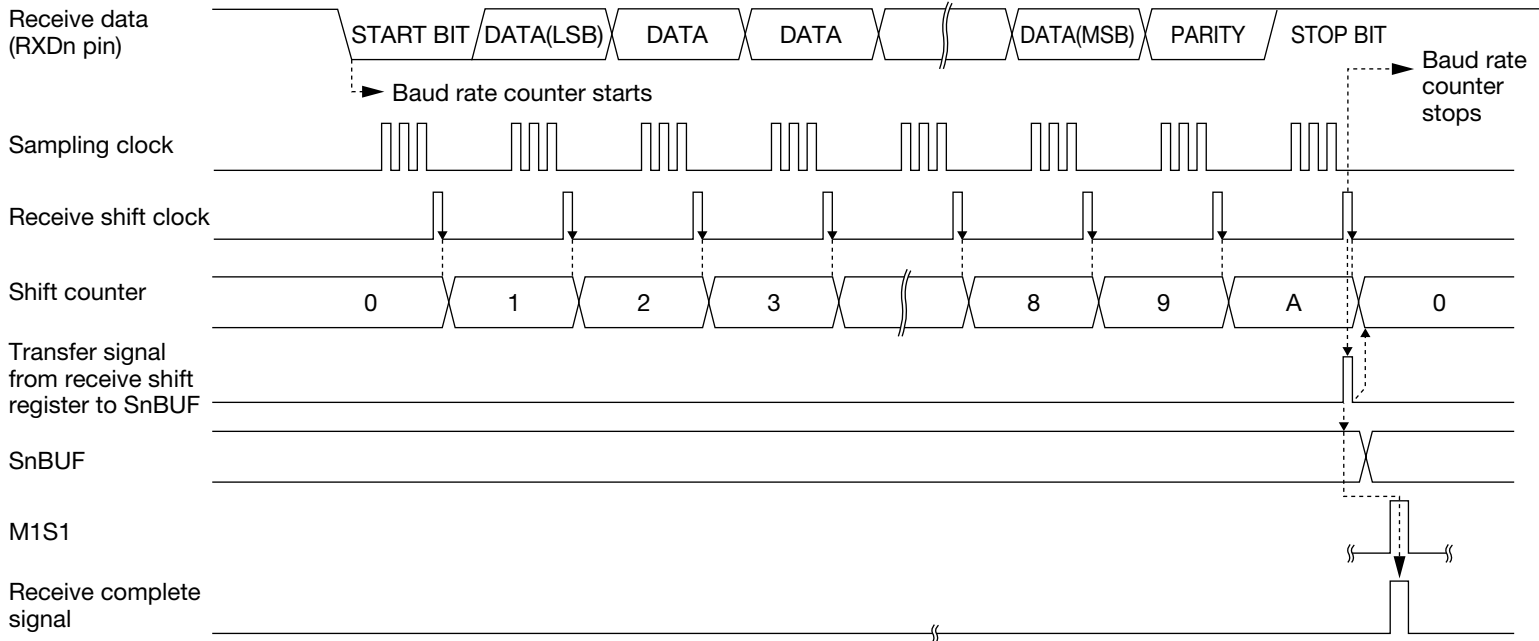 Receive data
(RXDn pin)
START BIT DATA(LSB) DATA DATA DATA(MSB) PARITY STOP BIT
Baud rate counter starts
Baud rate
counter
stops
Sampling clock
Receive shift clock
Shift counter
0 1 2 3 8 9 A 0
Transfer signal
from receive shift
register to SnBUF
SnBUF
M1S1
Receive complete
signal